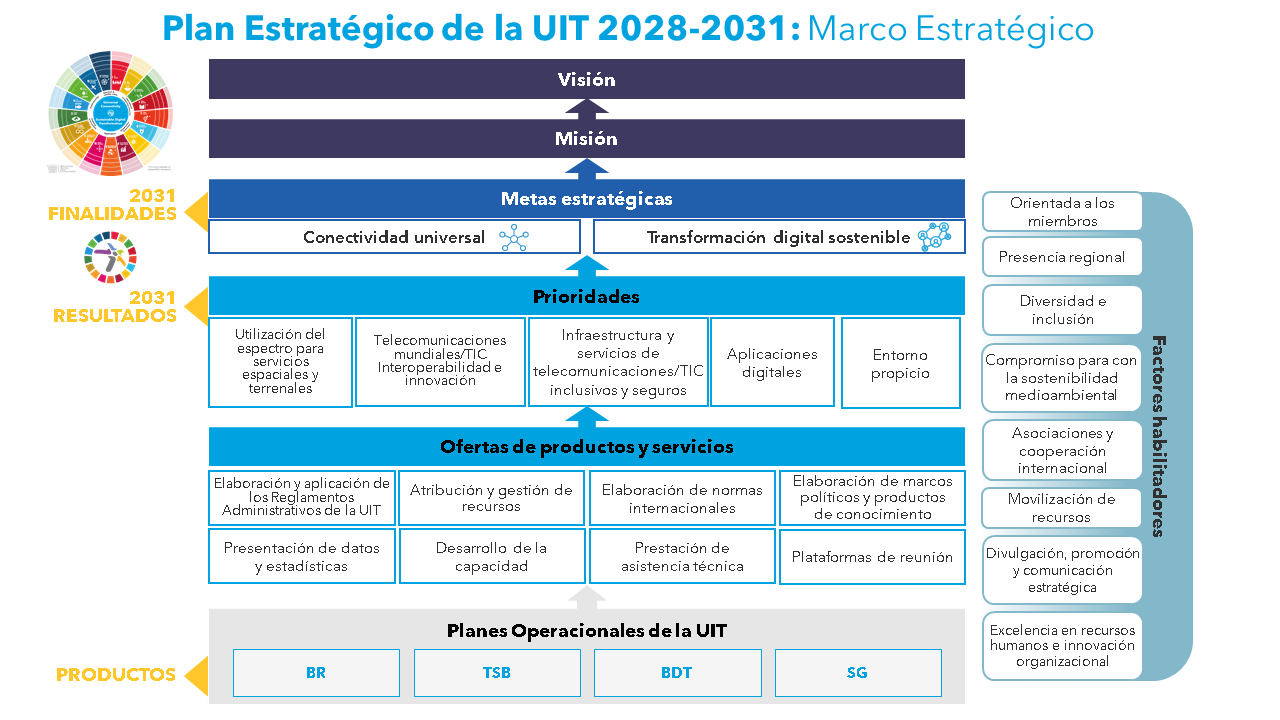 Plan Estratégico de la UIT 2028-2031: Marco Estratégico
Visión
Misión
Metas estratégicas
Conectividad universal
Transformación digital sostenible
2031
FINALIDADES
Prioridades
2031
RESULTADOS
Utilización del
espectro para
servicios
espaciales y
terrenales
Telecomunicaciones
mundiales/TIC
Interoperabilidad e
innovación
Infraestructura y
servicios de
telecomunicaciones/TIC
inclusivos y seguros
Aplicaciones
digitales
Entorno
propicio
Ofertas de productos y servicios
Elaboración y aplicación de
los Reglamentos
Administrativos de la UIT
Atribución y gestión de
recursos
Elaboración de normas
internacionales
Elaboración de marcos
políticos y productos
de conocimiento
Presentación de datos
y estadísticas
Desarrollo de la
capacidad
Prestación de
asistencia técnica
Plataformas de reunión
Planes Operacionales de la UIT
PRODUCTOS
BR
TSB
BDT
SG
Orientada a los
miembros
Presencia regional
Diversidad e
inclusión
Compromiso para con
la sostenibilidad
medioambiental
Asociaciones y
cooperación
internacional
Movilización de
recursos
Divulgación, promoción
y comunicación
estratégica
Excelencia en recursos
humanos e innovación
organizacional
Factores habilitadores
Universal
Connectivity
Sustainable Digital
Transformation